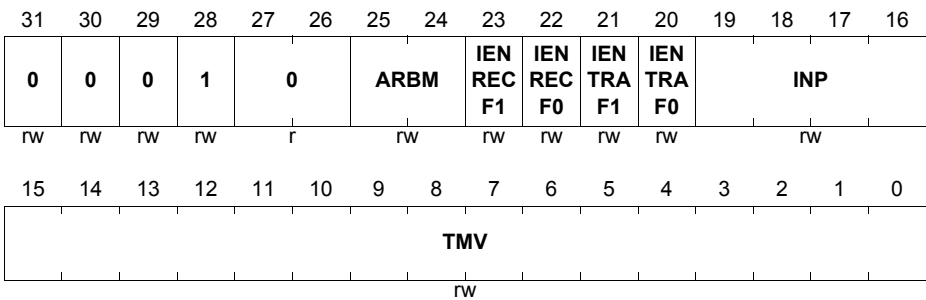 31 30 29 28 27 26 25 24 23 22 21 20 19 18 17 16
0 0 0 1 0 ARBM IEN REC F1 IEN REC F0 IEN TRA F1 IEN TRA F0 INP
rw rw rw rw r rw rw rw rw rw rw
15 14 13 12 11 10 9 8 7 6 5 4 3 2 1 0
TMV
rw